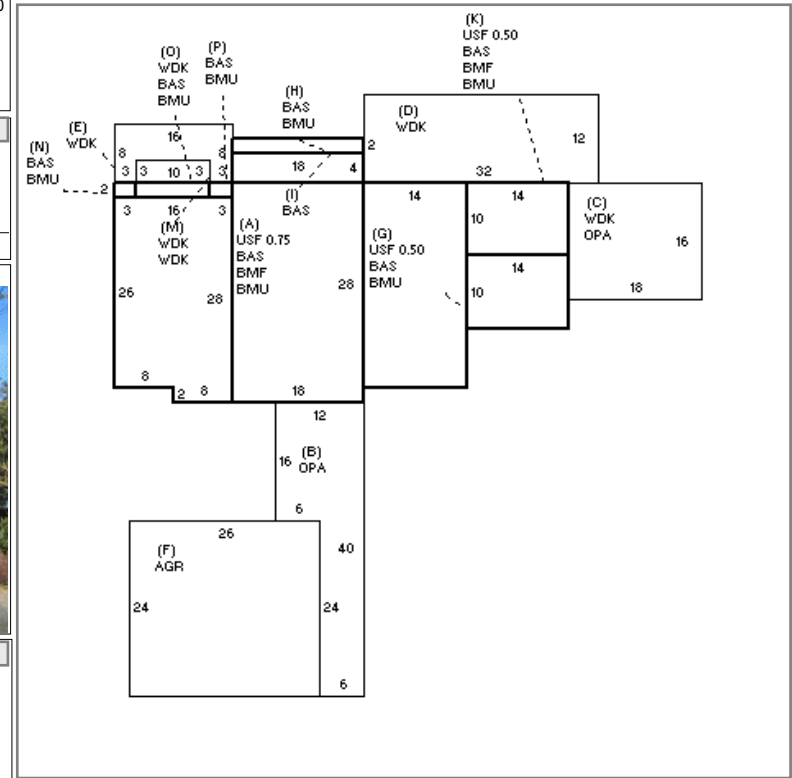 (K)
USF 0.50
BAS
BMF
BMU
(O)
WDK
BAS
BMU
(P)
BAS
BMU
(H)
BAS
BMU
(D)
WDK
12
2
32
(E)
WDK
(N)
BAS
BMU
16
8
8
3
3
10
3
3
2
18
4
(I)
BAS
3
16
3
(M)
WDK
WDK
(A)
USF 0.75
BAS
BMF
BMU
26
28
28
8
2
8
18
14
(G)
USF 0.50
BAS
BMU
14
10
14
10
(C)
WDK
OPA
16
18
12
16
(B)
OPA
6
40
26
(F)
AGR
24
24
6